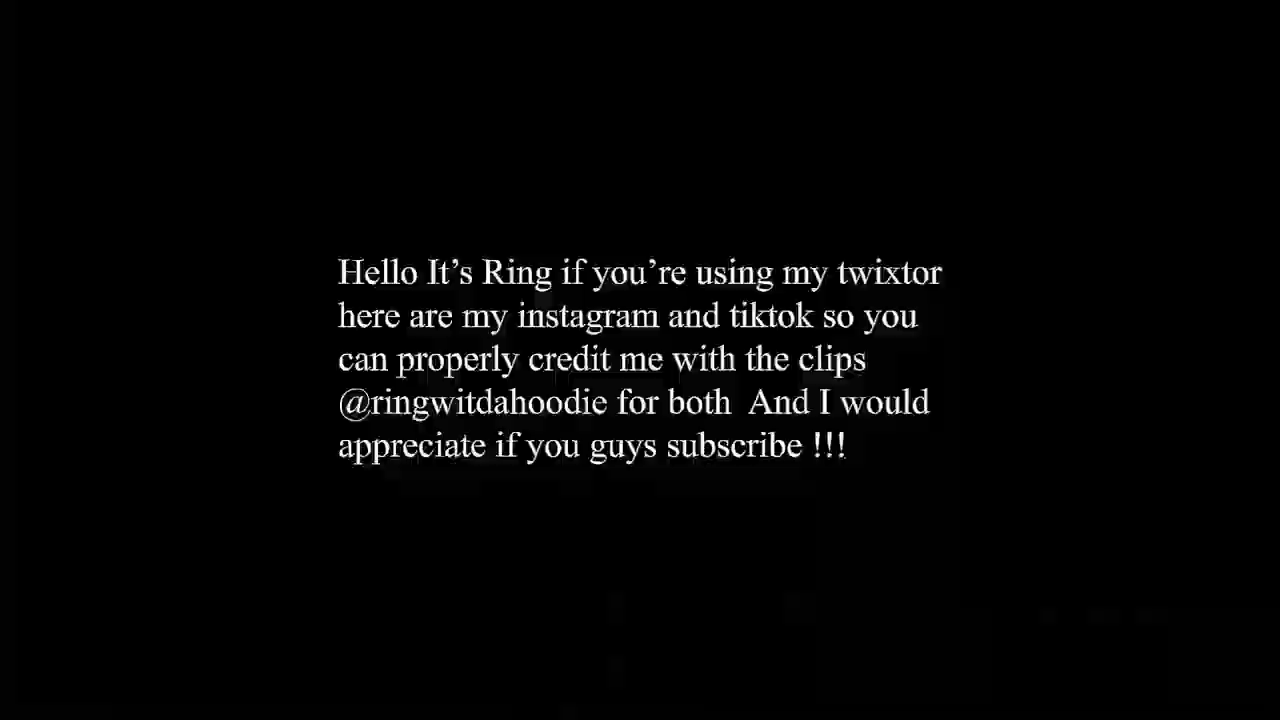 Hello It’s Ring if you’re using my twixtor
here are my instagram and tiktok so you
can properly credit me with the clips
@ringwitdahoodie for both  And I would
appreciate if you guys subscribe !!!